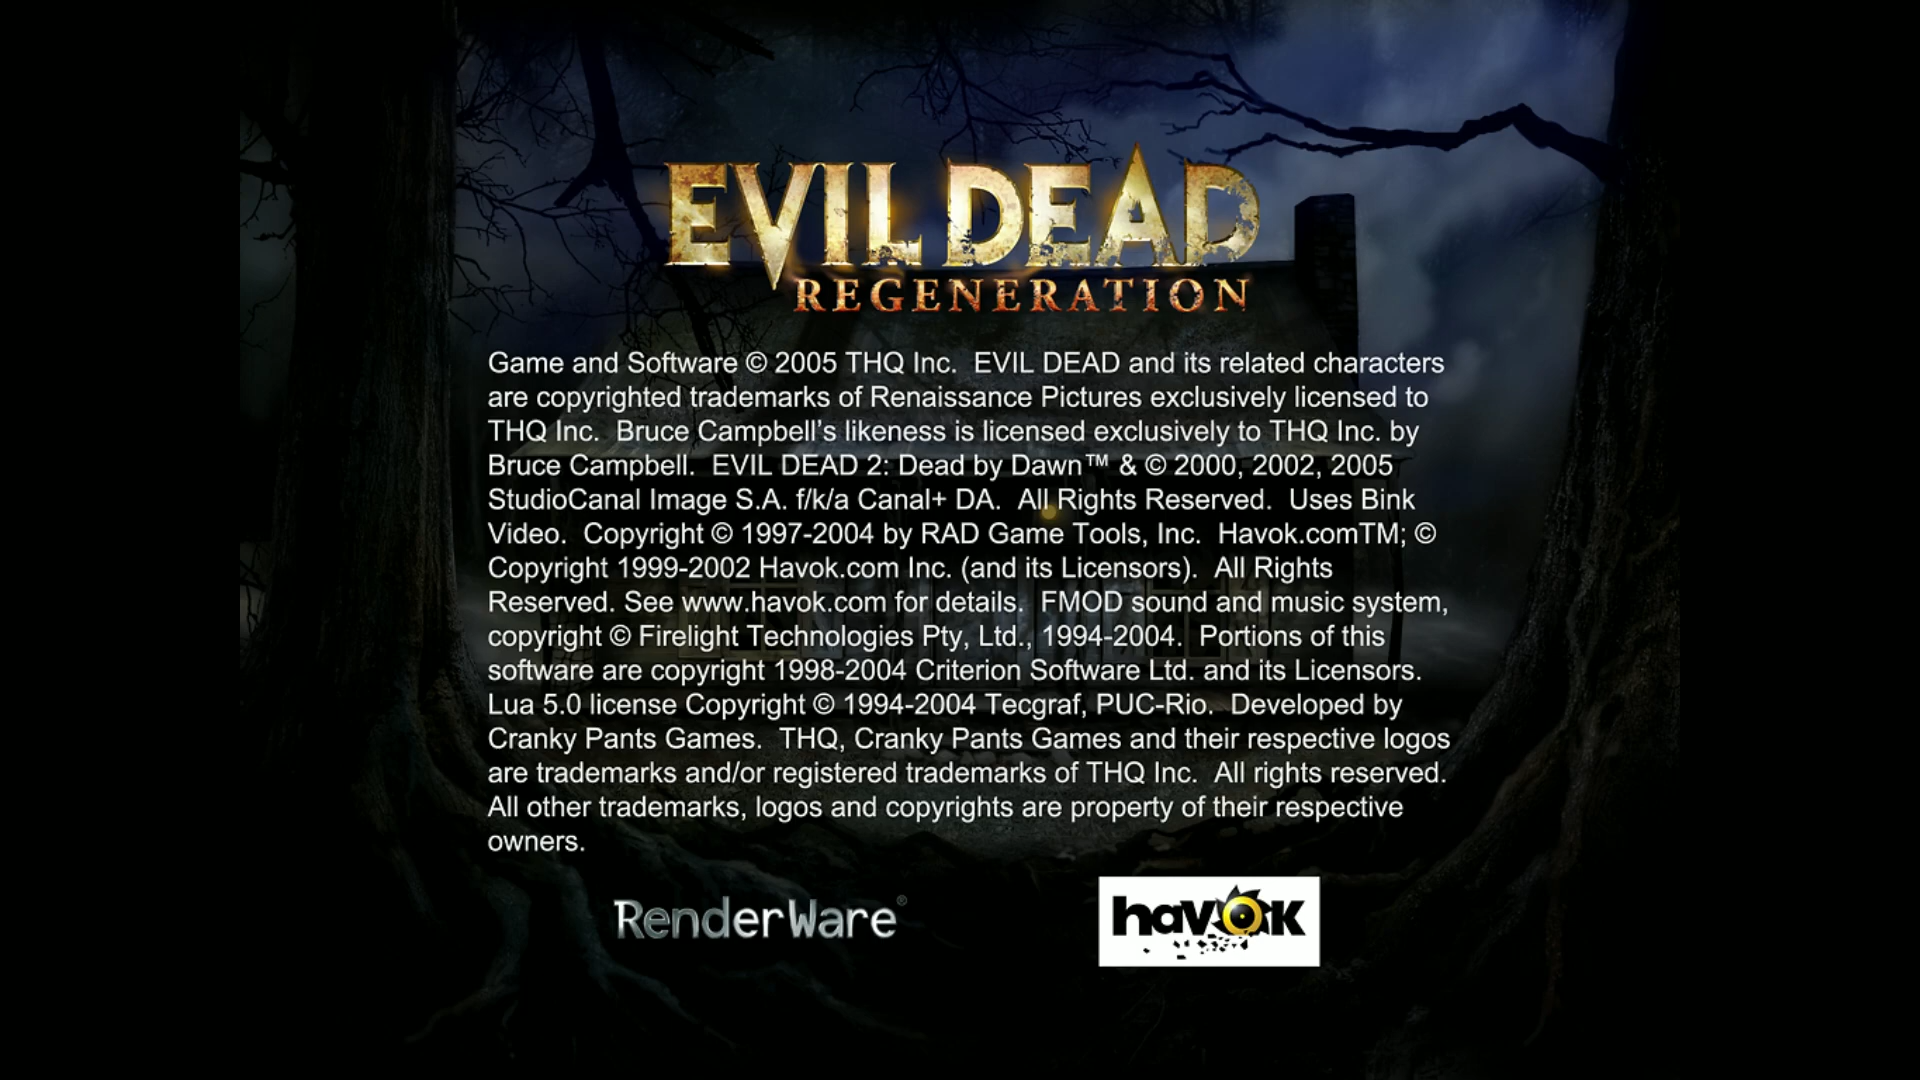 EVIL DEAD
REGENERATION
Game and Software © 2005 THQ Inc.  EVIL DEAD and its related characters
are copyrighted trademarks of Renaissance Pictures exclusively licensed to
THQ Inc.  Bruce Campbell’s likeness is licensed exclusively to THQ Inc. by
Bruce Campbell.  EVIL DEAD 2: Dead by Dawn™ & © 2000, 2002, 2005
StudioCanal Image S.A. f/k/a Canal+ DA.  All Rights Reserved.  Uses Bink
Video.  Copyright © 1997-2004 by RAD Game Tools, Inc.  Havok.comTM; ©
Copyright 1999-2002 Havok.com Inc. (and its Licensors).  All Rights
Reserved. See www.havok.com for details.  FMOD sound and music system,
copyright © Firelight Technologies Pty, Ltd., 1994-2004.  Portions of this
software are copyright 1998-2004 Criterion Software Ltd. and its Licensors.
Lua 5.0 license Copyright © 1994-2004 Tecgraf, PUC-Rio.  Developed by
Cranky Pants Games.  THQ, Cranky Pants Games and their respective logos
are trademarks and/or registered trademarks of THQ Inc.  All rights reserved.
All other trademarks, logos and copyrights are property of their respective
owners.
RenderWare®
havok